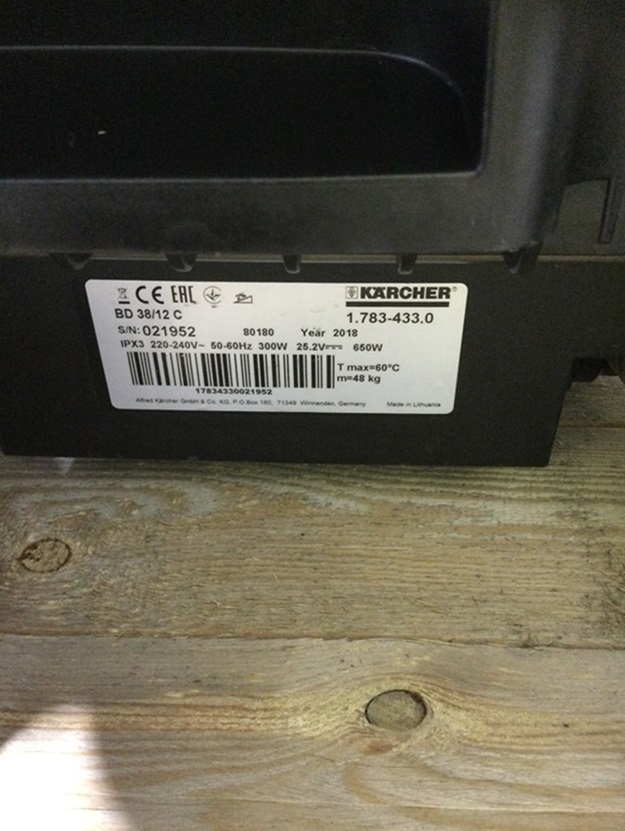 CE EAC
KÄRCHER®
BD 38/12 C
1.783-433.0
S/N: 021952 80180 Year 2018
IPX3 220-240V~ 50-60Hz 300W 25.2V⎓ 650W
T max=60°C
m=48 kg
17834330021952
Alfred Kärcher GmbH & Co. KG, P.O.Box 160, 71349 Winnenden, Germany Made in Lithuania